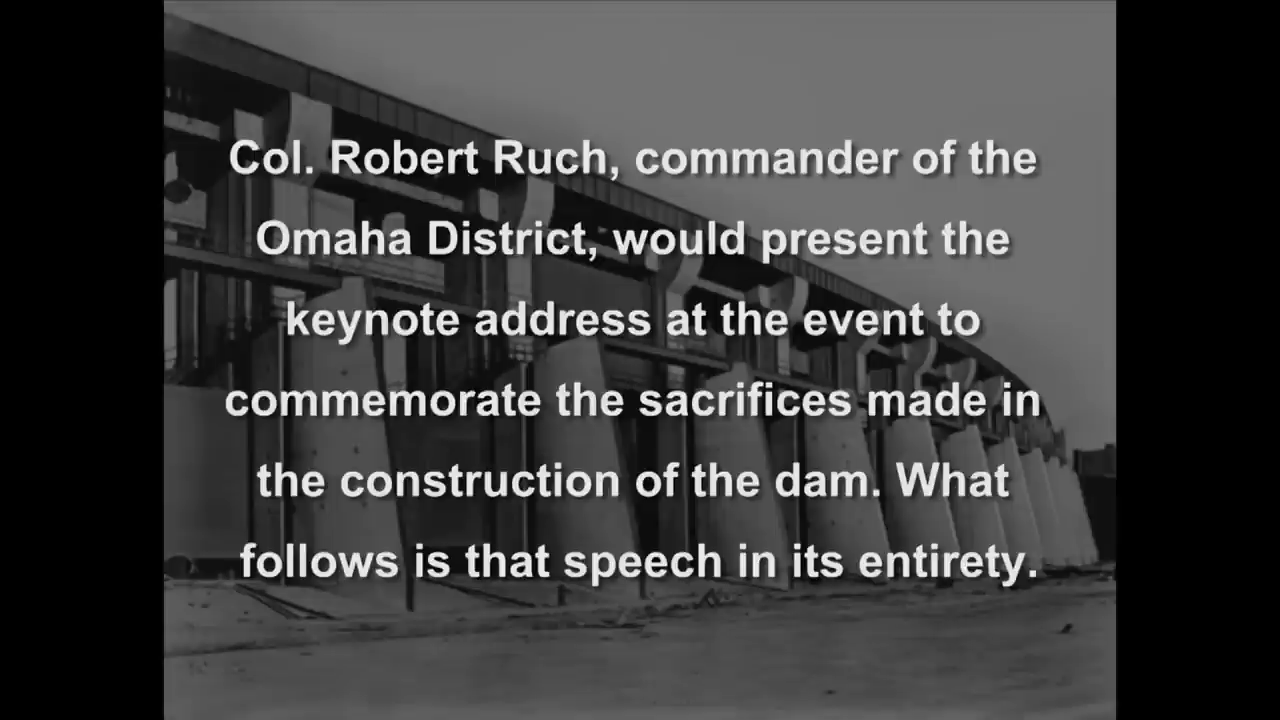 Col. Robert Ruch, commander of the
Omaha District, would present the
keynote address at the event to
commemorate the sacrifices made in
the construction of the dam. What
follows is that speech in its entirety.